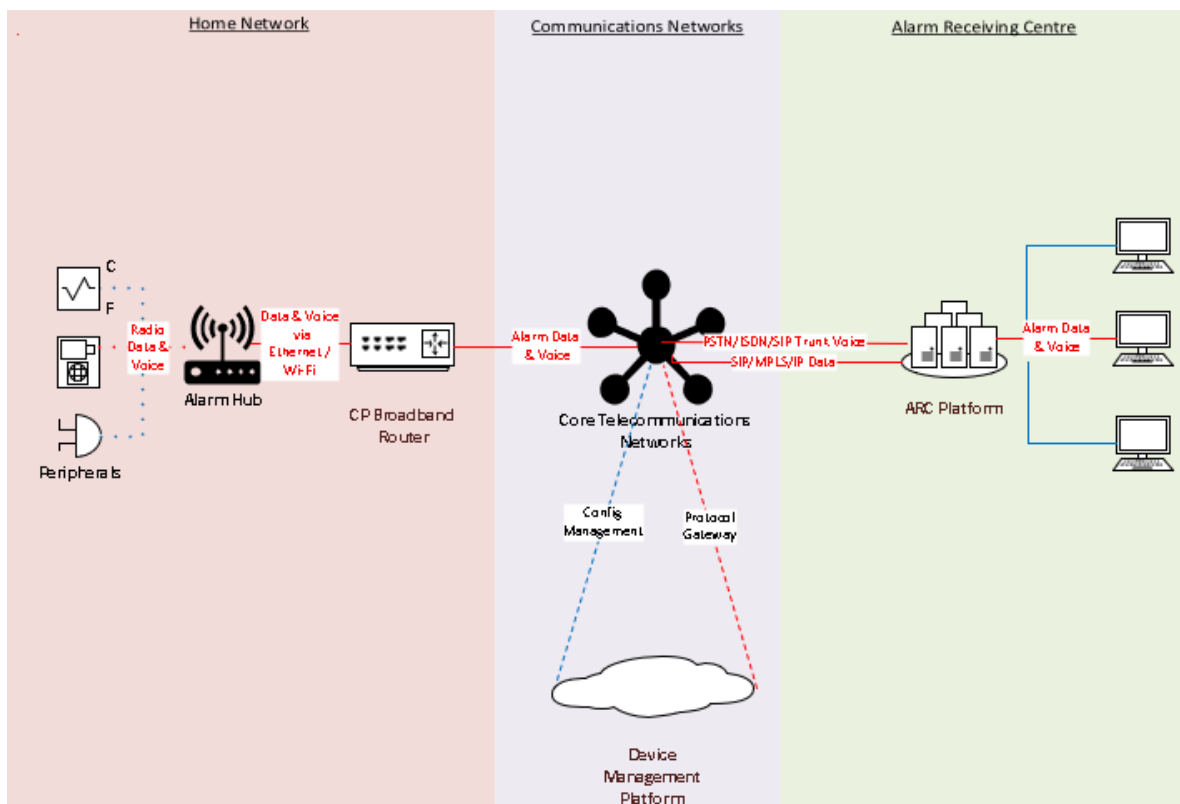 Home Network
Communications Networks
Alarm Receiving Centre
C
F
Radio
Data &
Voice
Data & Voice
via
Ethernet /
Wi-Fi
Alarm Hub
CP Broadband
Router
Peripherals
Alarm Data
& Voice
Core Telecommunications
Networks
PSTN/ISDN/SIP Trunk Voice
SIP/MPLS/IP Data
ARC Platform
Alarm Data
& Voice
Config
Management
Protocol
Gateway
Device
Management
Platform